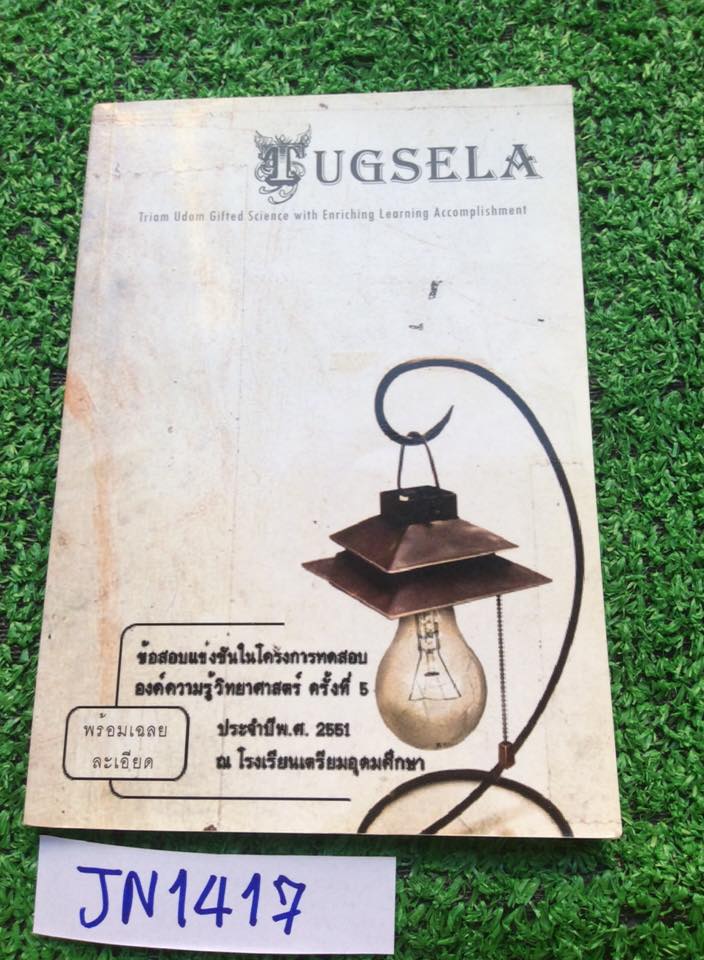 TUGSELA
Triam Udom Gifted Science with Enriching Learning Accomplishment
ข้อสอบแข่งขันในโครงการทดสอบ
องค์ความรู้วิทยาศาสตร์ ครั้งที่ 5
ประจำปีพ.ศ. 2551
ณ โรงเรียนเตรียมอุดมศึกษา
พร้อมเฉลย
ละเอียด
JN1417